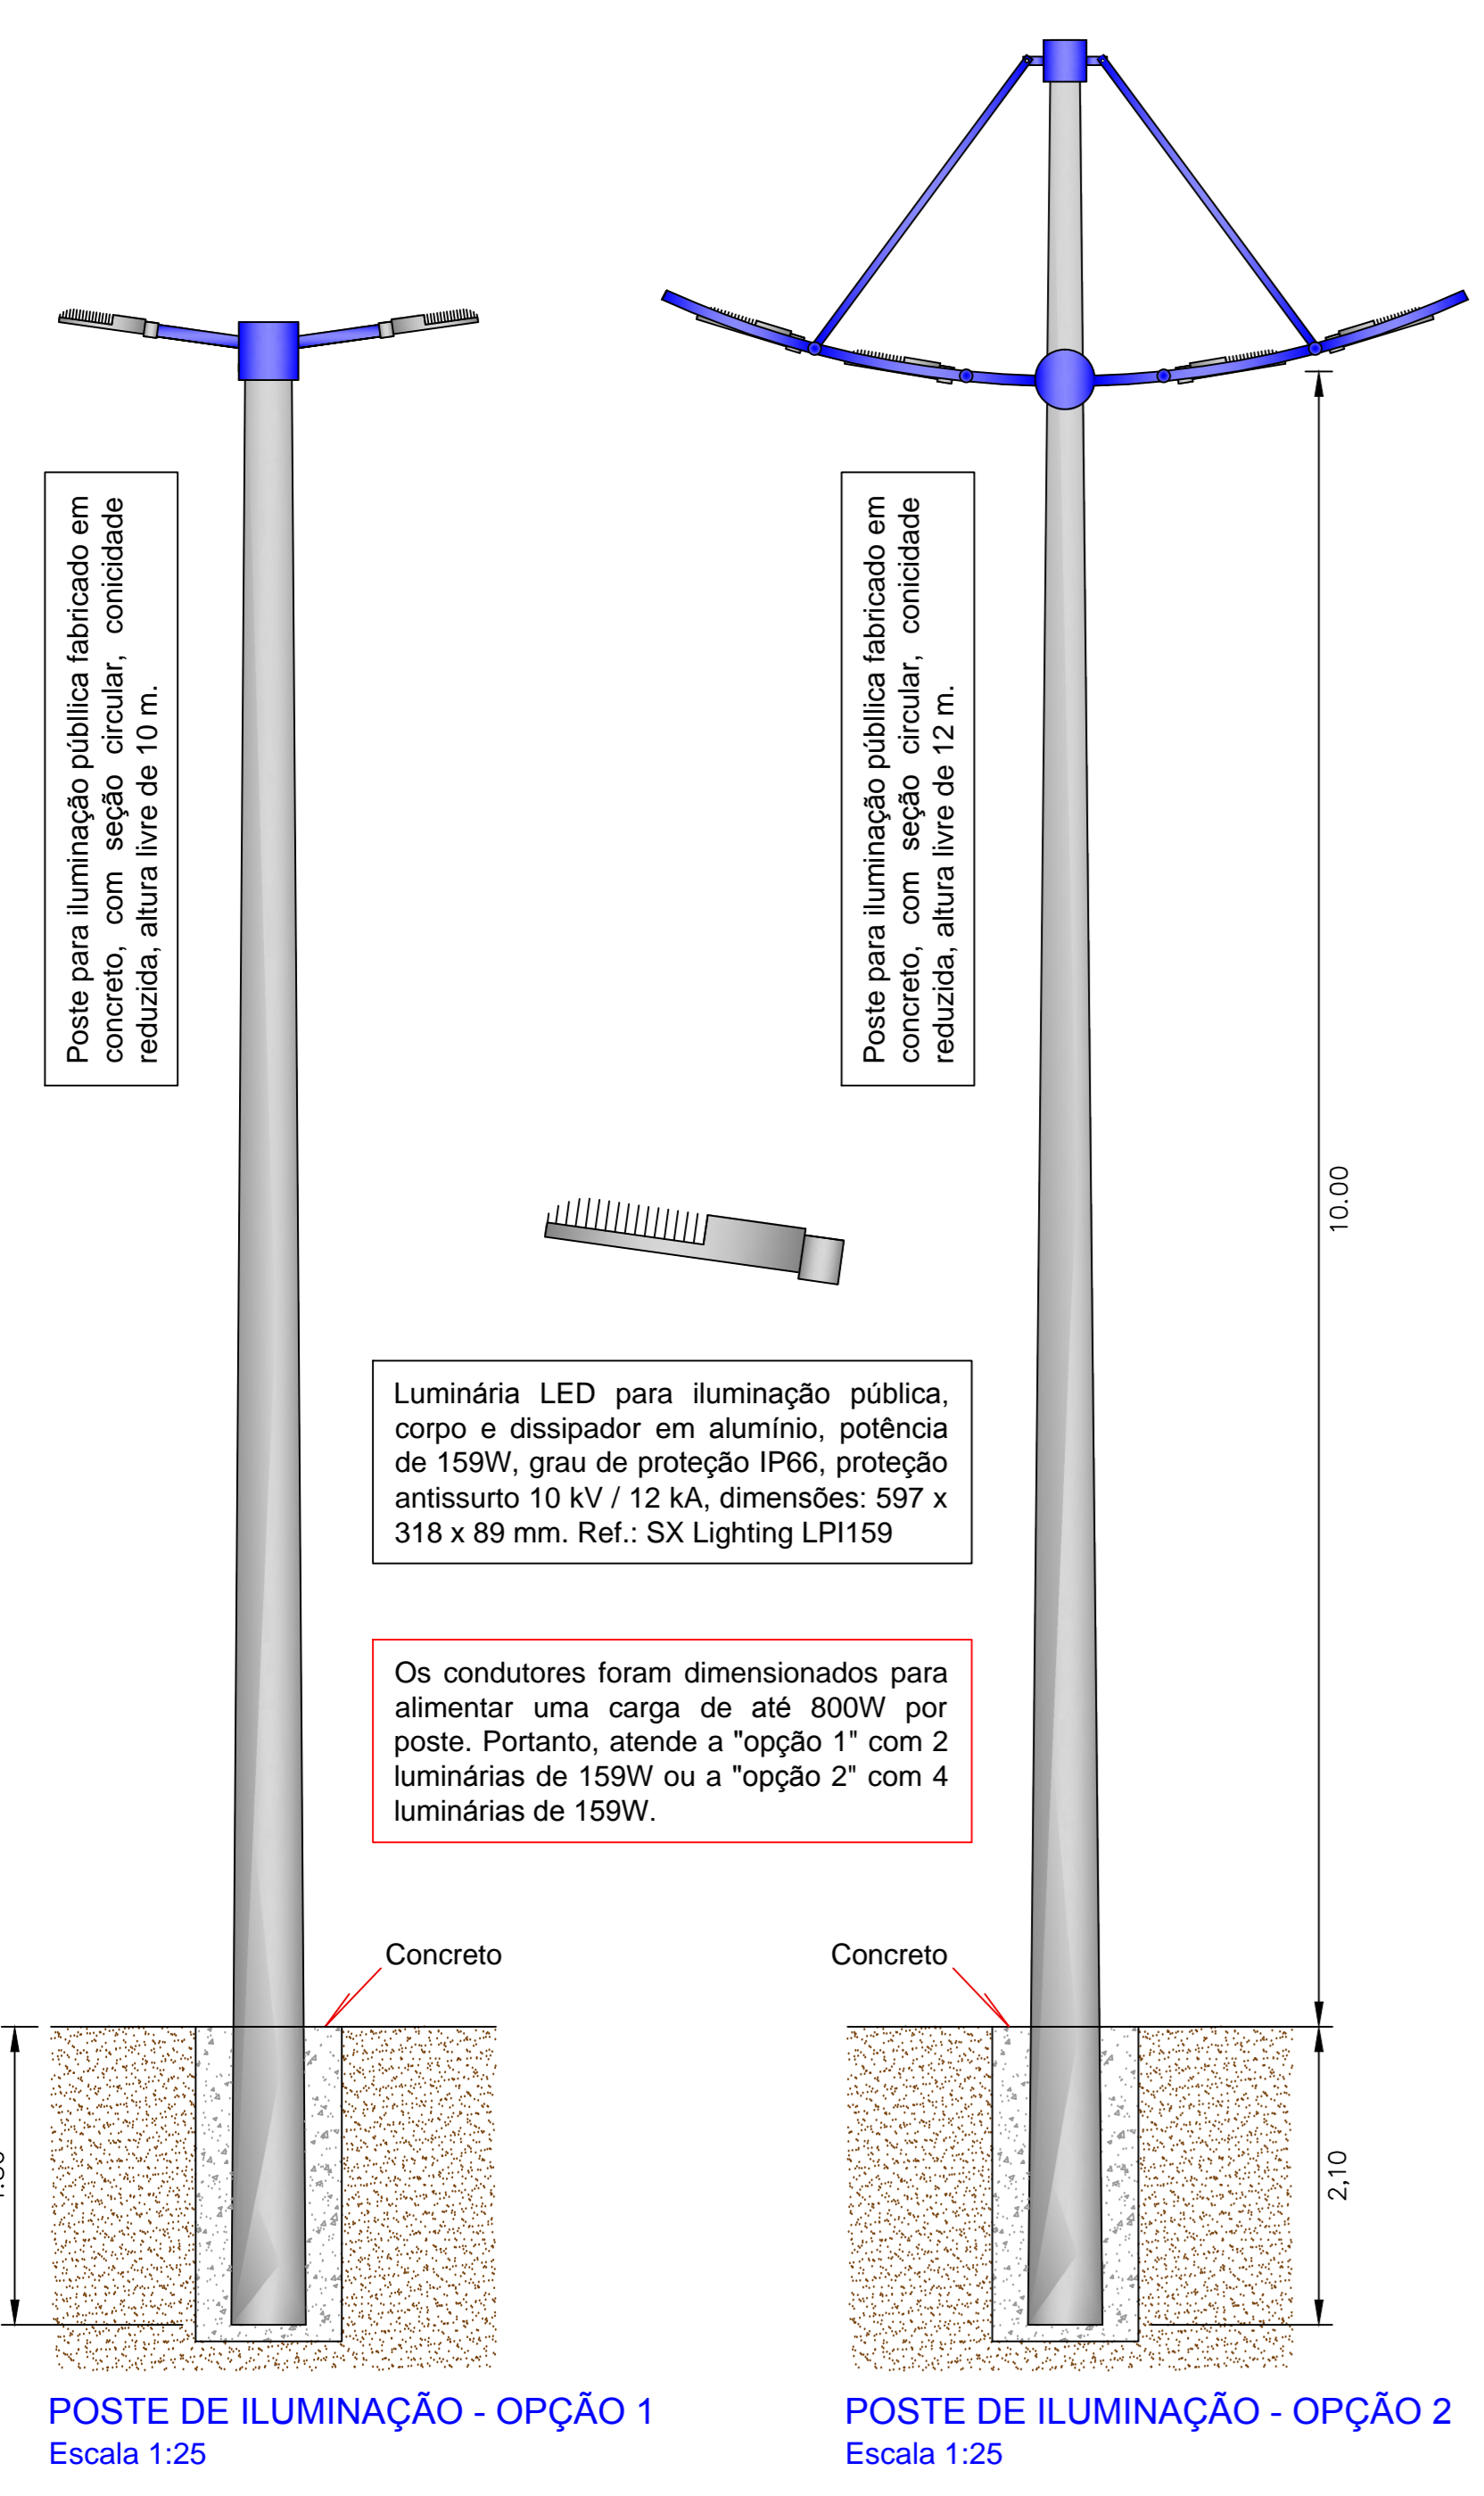 Poste para iluminação públlica fabricado em
concreto, com seção circular, conicidade
reduzida, altura livre de 10 m.
Poste para iluminação públlica fabricado em
concreto, com seção circular, conicidade
reduzida, altura livre de 12 m.
10.00
Luminária LED para iluminação pública,
corpo e dissipador em alumínio, potência
de 159W, grau de proteção IP66, proteção
antissurto 10 kV / 12 kA, dimensões: 597 x
318 x 89 mm. Ref.: SX Lighting LPI159
Os condutores foram dimensionados para
alimentar uma carga de até 800W por
poste. Portanto, atende a "opção 1" com 2
luminárias de 159W ou a "opção 2" com 4
luminárias de 159W.
Concreto
Concreto
2,10
POSTE DE ILUMINAÇÃO - OPÇÃO 1
Escala 1:25
POSTE DE ILUMINAÇÃO - OPÇÃO 2
Escala 1:25